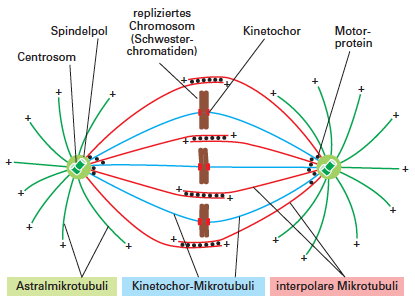 repliziertes
Chromosom
(Schwester-
chromatiden)
Spindelpol
Kinetochor
Motor-
protein
Centrosom
Astralmikrotubuli
Kinetochor-Mikrotubuli
interpolare Mikrotubuli